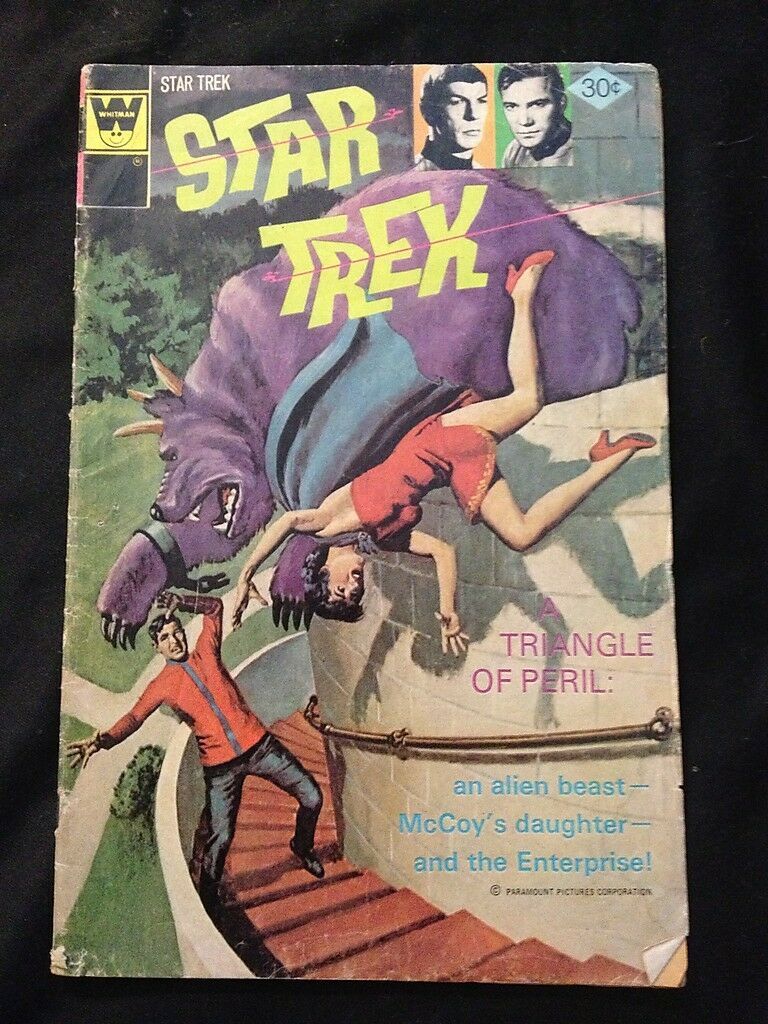 WHITMAN
STAR TREK
30¢
STAR
TREK
A
TRIANGLE
OF PERIL:
an alien beast—
McCoy's daughter—
and the Enterprise!
© PARAMOUNT PICTURES CORPORATION